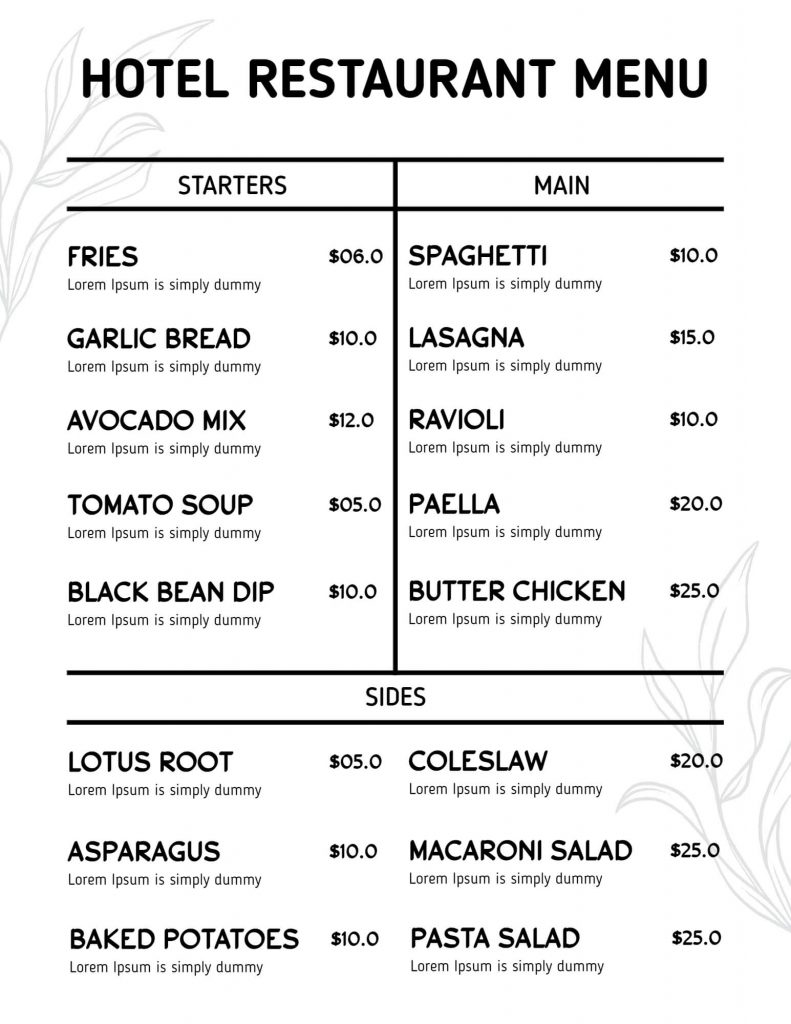 HOTEL RESTAURANT MENU
STARTERS
FRIES $06.0
Lorem Ipsum is simply dummy
GARLIC BREAD $10.0
Lorem Ipsum is simply dummy
AVOCADO MIX $12.0
Lorem Ipsum is simply dummy
TOMATO SOUP $05.0
Lorem Ipsum is simply dummy
BLACK BEAN DIP $10.0
Lorem Ipsum is simply dummy
MAIN
SPAGHETTI $10.0
Lorem Ipsum is simply dummy
LASAGNA $15.0
Lorem Ipsum is simply dummy
RAVIOLI $10.0
Lorem Ipsum is simply dummy
PAELLA $20.0
Lorem Ipsum is simply dummy
BUTTER CHICKEN $25.0
Lorem Ipsum is simply dummy
SIDES
LOTUS ROOT $05.0
Lorem Ipsum is simply dummy
ASPARAGUS $10.0
Lorem Ipsum is simply dummy
BAKED POTATOES $10.0
Lorem Ipsum is simply dummy
COLESLAW $20.0
Lorem Ipsum is simply dummy
MACARONI SALAD $25.0
Lorem Ipsum is simply dummy
PASTA SALAD $25.0
Lorem Ipsum is simply dummy